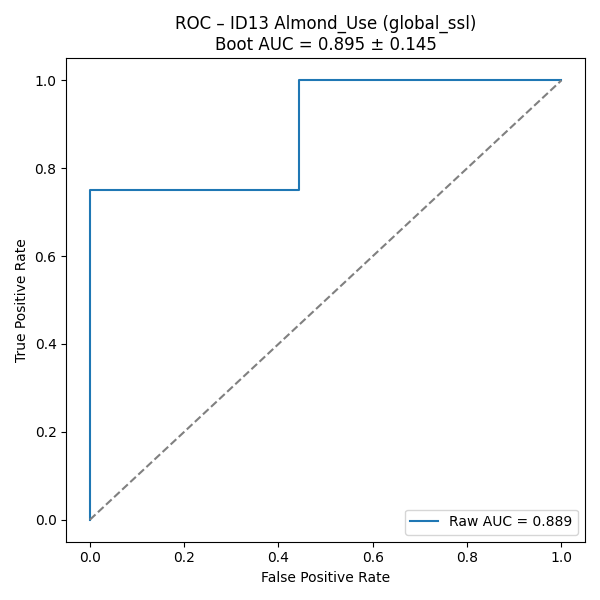 ROC – ID13 Almond_Use (global_ssl)
Boot AUC = 0.895 ± 0.145
1.0
0.8
0.6
0.4
0.2
0.0
True Positive Rate
Raw AUC = 0.889
0.0 0.2 0.4 0.6 0.8 1.0
False Positive Rate